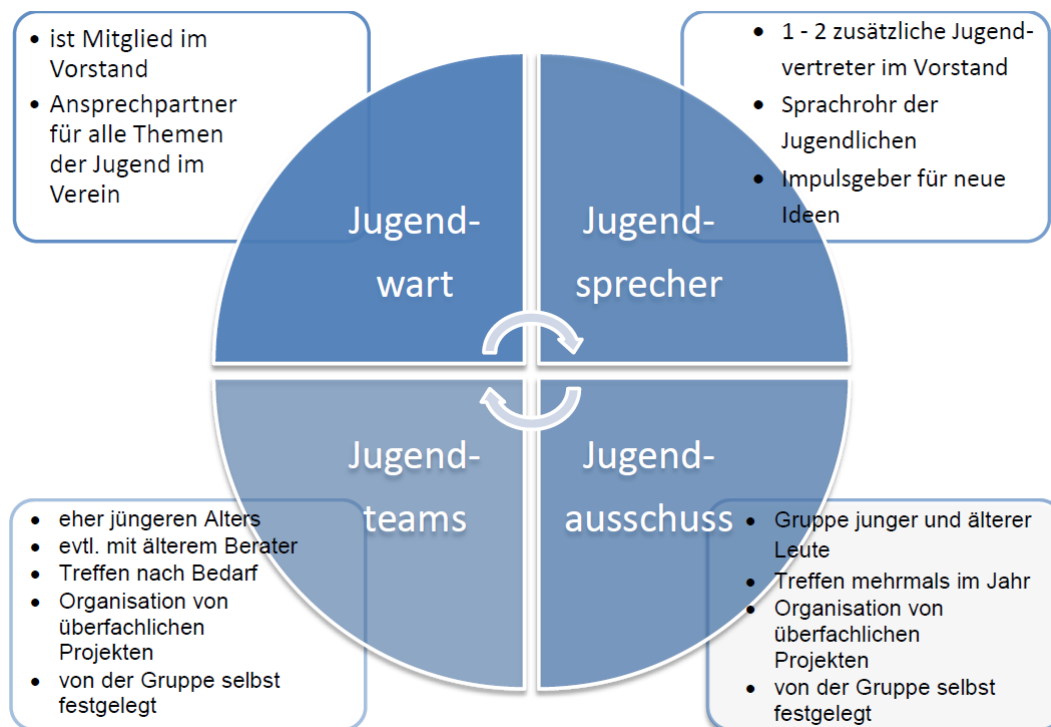 • ist Mitglied im
Vorstand
• Ansprechpartner
für alle Themen
der Jugend im
Verein
• 1 - 2 zusätzliche Jugend-
vertreter im Vorstand
• Sprachrohr der
Jugendlichen
• Impulsgeber für neue
Ideen
Jugend-
wart
Jugend-
sprecher
Jugend-
teams
Jugend-
ausschuss
• eher jüngeren Alters
• evtl. mit älterem Berater
• Treffen nach Bedarf
• Organisation von
überfachlichen
Projekten
• von der Gruppe selbst
festgelegt
• Gruppe junger und älterer
Leute
• Treffen mehrmals im Jahr
• Organisation von
überfachlichen
Projekten
• von der Gruppe selbst
festgelegt